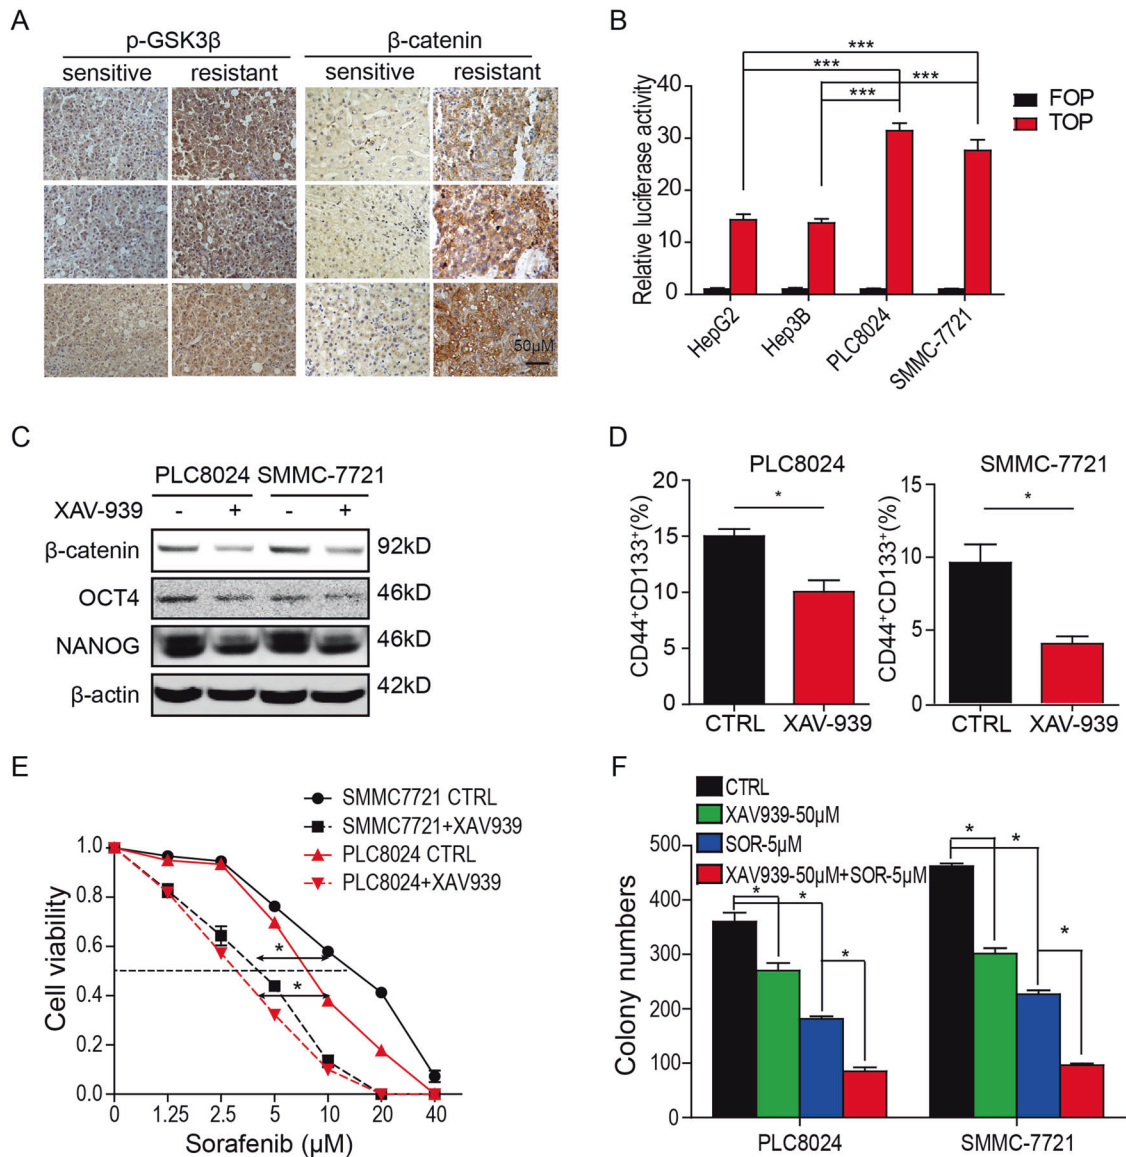 A
p-GSK3β
β-catenin
sensitive
resistant
sensitive
resistant
50μM
B
***
***
***
***
40
30
20
10
0
Relative luciferase activity
FOP
TOP
HepG2
Hep3B
PLC8024
SMMC-7721
C
PLC8024 SMMC-7721
XAV-939 - + - +
β-catenin 92kD
OCT4 46kD
NANOG 46kD
β-actin 42kD
D
PLC8024
CD44+CD133+(%)
20
15
10
5
0
*
CTRL XAV-939
SMMC-7721
CD44+CD133+(%)
15
10
5
0
*
CTRL XAV-939
E
SMMC7721 CTRL
SMMC7721+XAV939
PLC8024 CTRL
PLC8024+XAV939
Cell viability
1.0
0.8
0.6
0.4
0.2
0.0
*
*
0 1.25 2.5 5 10 20 40
Sorafenib (μM)
F
CTRL
XAV939-50μM
SOR-5μM
XAV939-50μM+SOR-5μM
Colony numbers
500
400
300
200
100
0
*
*
*
*
*
*
PLC8024
SMMC-7721